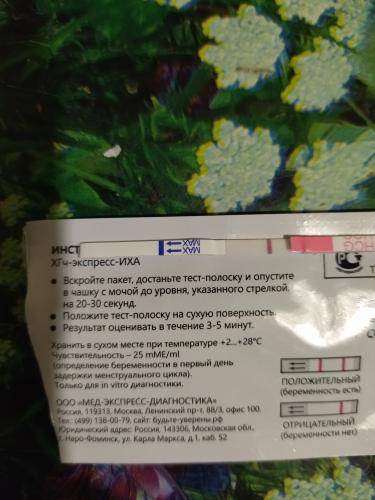 MAX
MAX
HCG
ИНСТ
ХГч-экспресс-ИХА
• Вскройте пакет, достаньте тест-полоску и опустите
в чашку с мочой до уровня, указанного стрелкой.
на 20-30 секунд.
• Положите тест-полоску на сухую поверхность.
• Результат оценивать в течение 3-5 минут.
Хранить в сухом месте при температуре +2...+28°C
Чувствительность – 25 mME/ml
(определение беременности в первый день
задержки менструального цикла).
Только для in vitro диагностики.
ООО «МЕД-ЭКСПРЕСС-ДИАГНОСТИКА»
Россия, 119313, Москва, Ленинский пр-т, 88/3, офис 100.
Тел.: (499) 138-00-79, сайт: будьте-уверены.рф
Юридический адрес: Россия, 143306, Московская обл.,
г. Наро-Фоминск, ул. Карла Маркса, д.1, каб. 52
ПОЛОЖИТЕЛЬНЫЙ
(беременность есть)
ОТРИЦАТЕЛЬНЫЙ
(беременности нет)